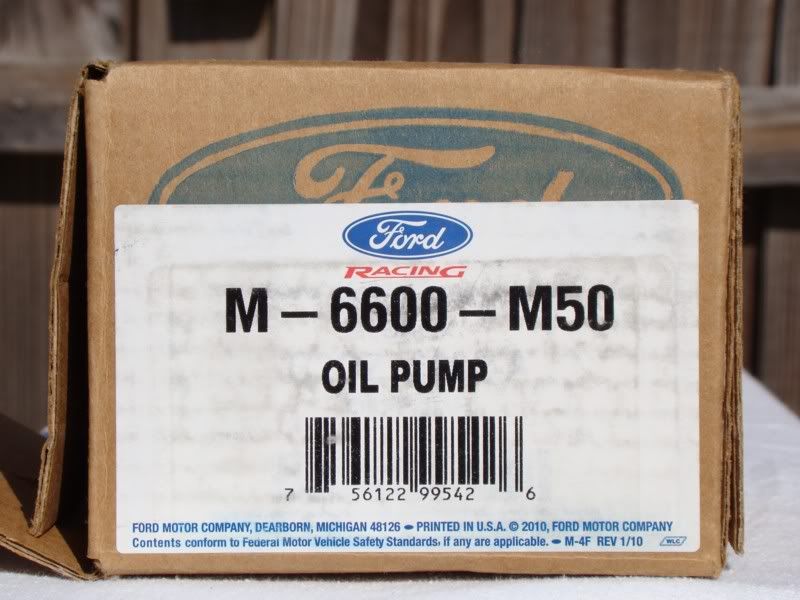 Ford
Ford
RACING
M-6600-M50
OIL PUMP
7 56122 99542 6
FORD MOTOR COMPANY, DEARBORN, MICHIGAN 48126 • PRINTED IN U.S.A. © 2010, FORD MOTOR COMPANY
Contents conform to Federal Motor Vehicle Safety Standards, if any are applicable. • M-4F REV 1/10 WLC